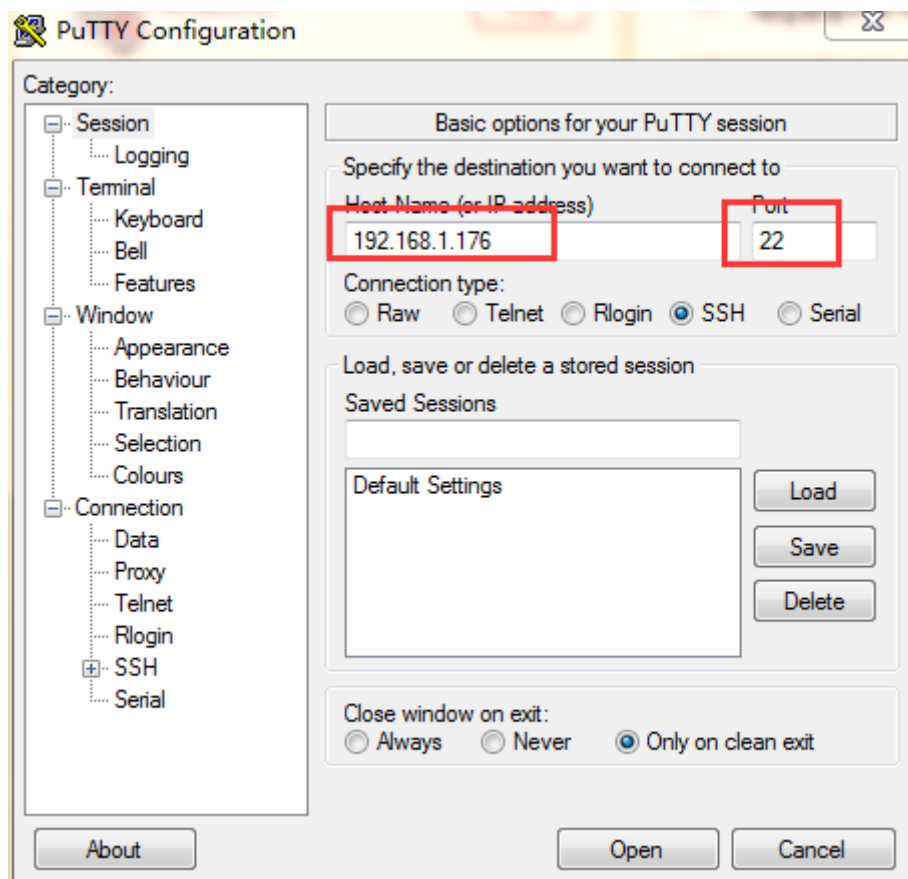 PuTTY Configuration
Category:
Session
Logging
Terminal
Keyboard
Bell
Features
Window
Appearance
Behaviour
Translation
Selection
Colours
Connection
Data
Proxy
Telnet
Rlogin
SSH
Serial
Basic options for your PuTTY session
Specify the destination you want to connect to
Host Name (or IP address) Port
192.168.1.176 22
Connection type:
Raw Telnet Rlogin SSH Serial
Load, save or delete a stored session
Saved Sessions
Default Settings
Load
Save
Delete
Close window on exit:
Always Never Only on clean exit
About Open Cancel